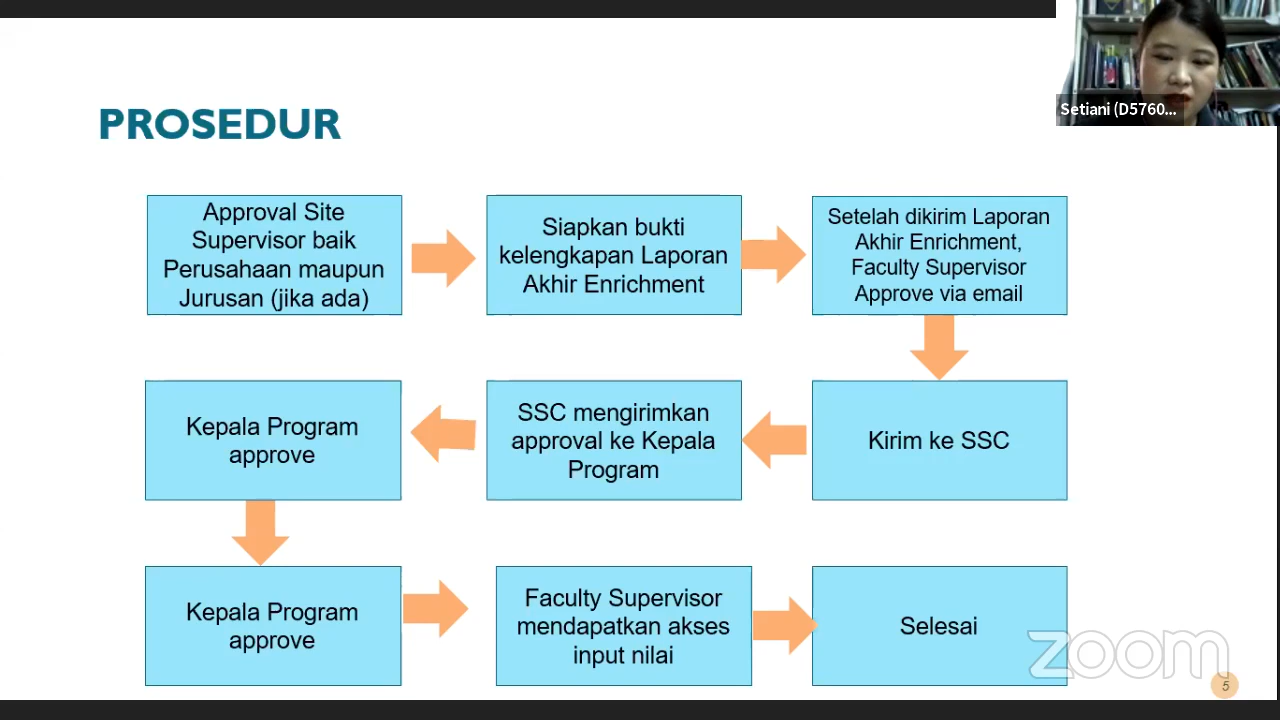 Setiani (D5760...
PROSEDUR
Approval Site
Supervisor baik
Perusahaan maupun
Jurusan (jika ada)
Siapkan bukti
kelengkapan Laporan
Akhir Enrichment
Setelah dikirim Laporan
Akhir Enrichment,
Faculty Supervisor
Approve via email
Kirim ke SSC
SSC mengirimkan
approval ke Kepala
Program
Kepala Program
approve
Kepala Program
approve
Faculty Supervisor
mendapatkan akses
input nilai
Selesai
zoom
5